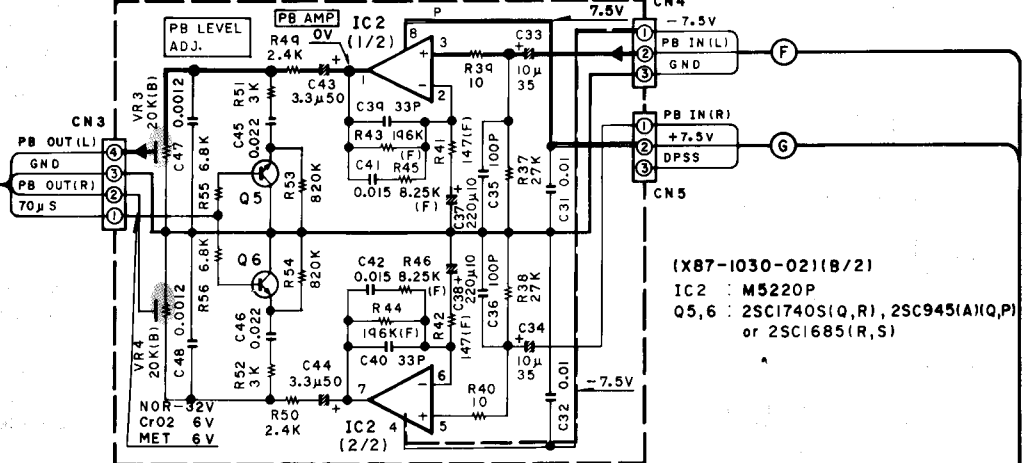 CN4
7.5V
-7.5V
PB IN(L)
GND
1
2
3
F
PB IN(R)
+7.5V
DPSS
1
2
3
G
CN5
P
PB LEVEL
ADJ.
PB AMP
0V
IC2
(1/2)
8
3
2
1
+
-
R49
2.4K
C43
3.3μ50
+
R39
10
C33
+
10μ
35
VR3
20K(B)
C47
0.0012
R51
3K
C45
0.022
C39 33P
R43 196K
(F)
C41
0.015
R45
8.25K
(F)
R41
147(F)
C37
220μ10
C35
100P
R37
27K
C31 0.01
CN3
PB OUT(L)
GND
PB OUT(R)
70μS
4
3
2
1
R55 6.8K
Q5
R53
820K
R56 6.8K
Q6
R54
820K
VR4
20K(B)
C48
0.0012
C46
0.022
R52
3K
C42
0.015
R46
8.25K
(F)
R44
196K(F)
C40 33P
R42
147(F)
C38
+
220μ10
C36
100P
R38
27K
C34
+
10μ
35
C32 0.01
-7.5V
C44
3.3μ50
+
R50
2.4K
R40
10
IC2
(2/2)
7
6
5
4
-
+
NOR-32V
CrO2 6V
MET 6V
(X87-1030-02)(B/2)
IC2 : M5220P
Q5,6 : 2SC1740S(Q,R), 2SC945(A)(Q,P)
or 2SC1685(R,S)